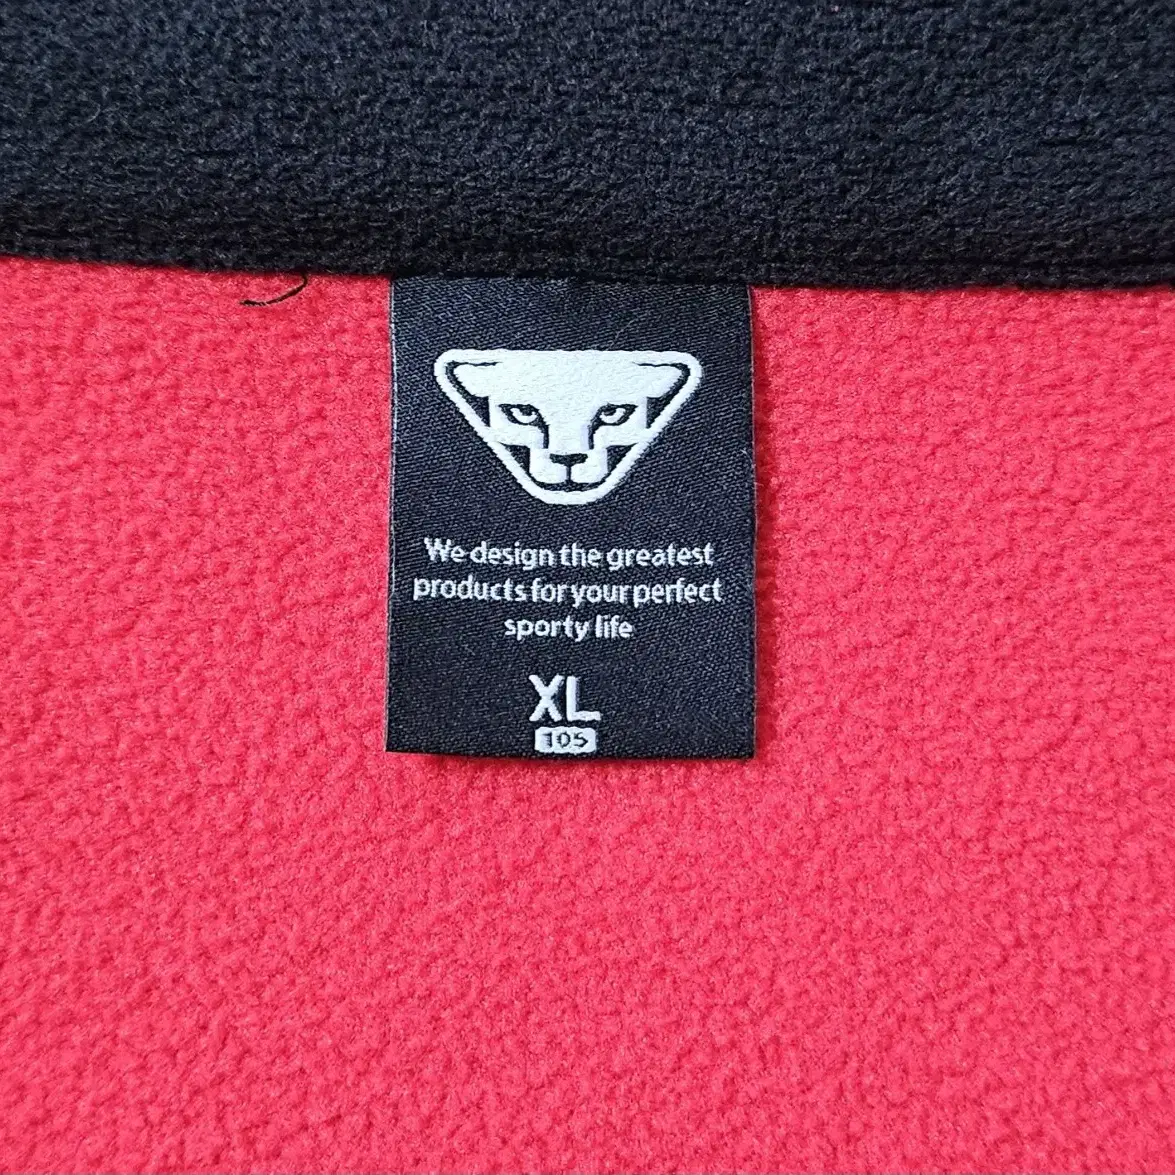 We design the greatest
products for your perfect
sporty life
XL
105